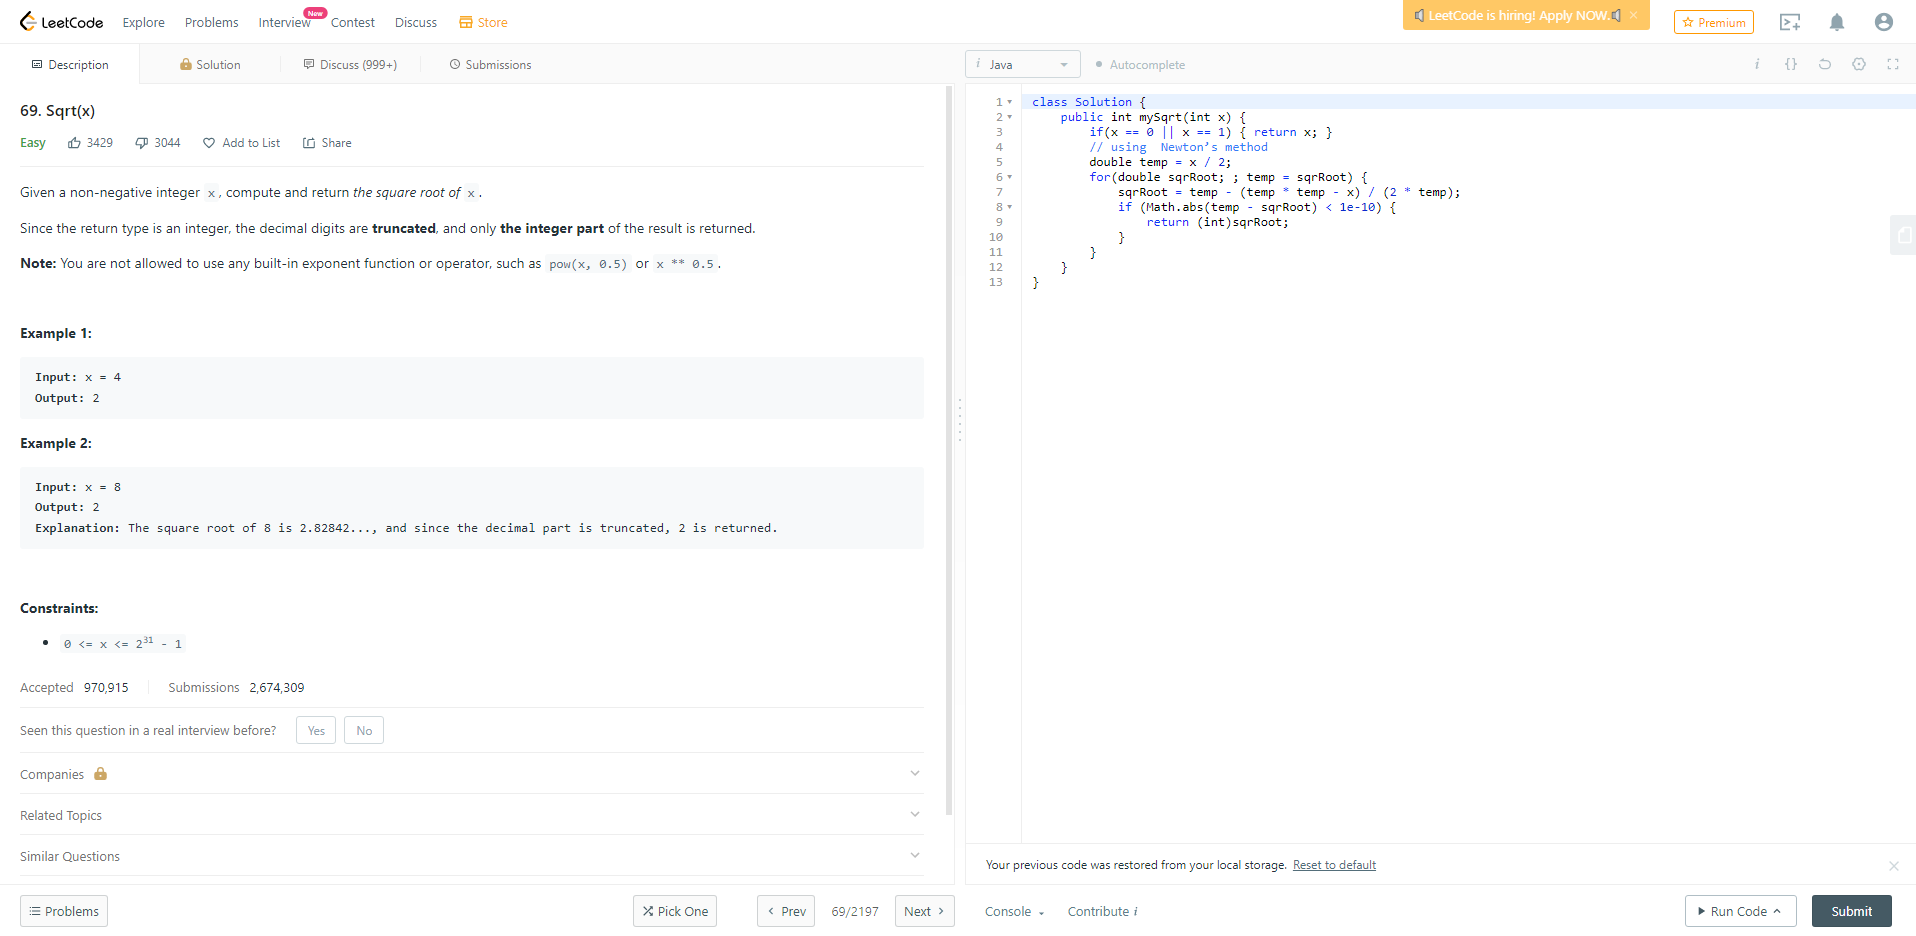 LeetCode Explore Problems Interview New Contest Discuss Store LeetCode is hiring! Apply NOW. × Premium
Description Solution Discuss (999+) Submissions
69. Sqrt(x)
Easy 3429 3044 Add to List Share
Given a non-negative integer x, compute and return the square root of x.
Since the return type is an integer, the decimal digits are truncated, and only the integer part of the result is returned.
Note: You are not allowed to use any built-in exponent function or operator, such as pow(x, 0.5) or x ** 0.5.
Example 1:
Input: x = 4
Output: 2
Example 2:
Input: x = 8
Output: 2
Explanation: The square root of 8 is 2.82842..., and since the decimal part is truncated, 2 is returned.
Constraints:
• 0 <= x <= 2^31 - 1
Accepted 970,915 Submissions 2,674,309
Seen this question in a real interview before? Yes No
Companies
Related Topics
Similar Questions
Problems Pick One < Prev 69/2197 Next >
i Java • Autocomplete i {}
1 class Solution {
2     public int mySqrt(int x) {
3         if(x == 0 || x == 1) { return x; }
4         // using  Newton’s method
5         double temp = x / 2;
6         for(double sqrRoot; ; temp = sqrRoot) {
7             sqrRoot = temp - (temp * temp - x) / (2 * temp);
8             if (Math.abs(temp - sqrRoot) < 1e-10) {
9                 return (int)sqrRoot;
10             }
11         }
12     }
13 }
Your previous code was restored from your local storage. Reset to default ×
Console Contribute i Run Code Submit